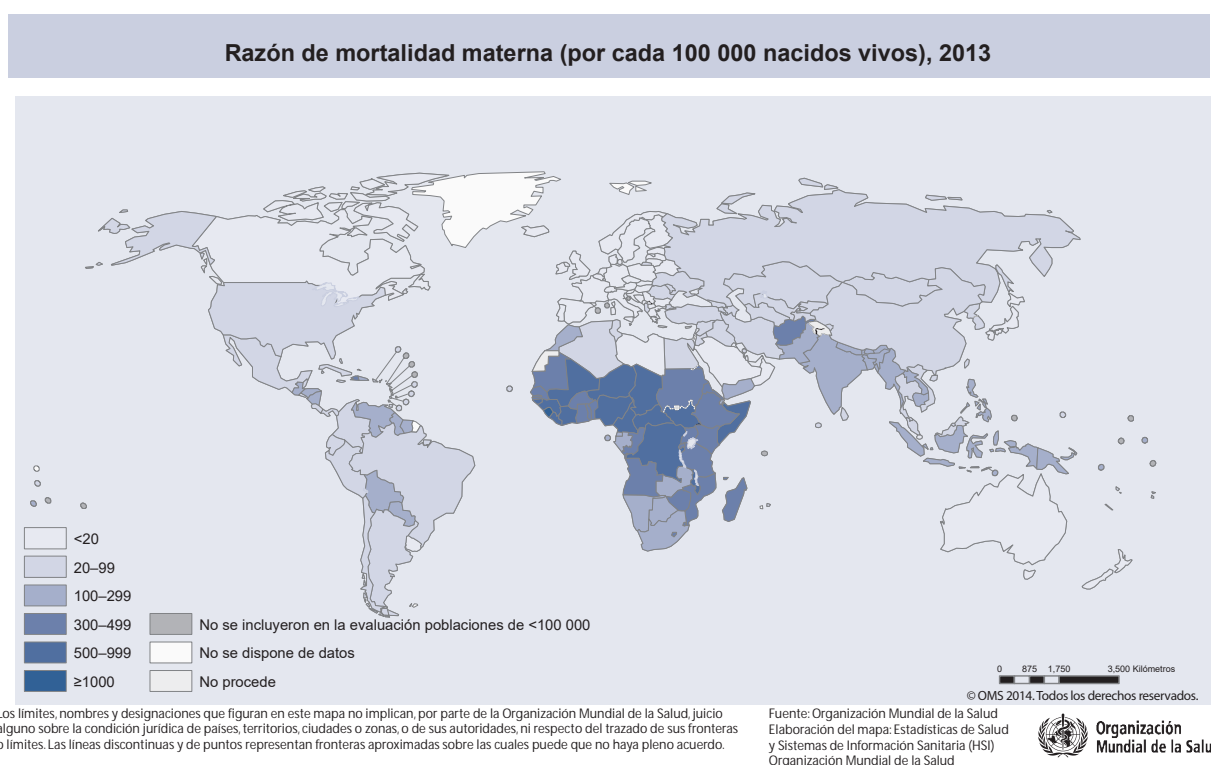 Razón de mortalidad materna (por cada 100 000 nacidos vivos), 2013
<20
20–99
100–299
300–499
500–999
≥1000
No se incluyeron en la evaluación poblaciones de <100 000
No se dispone de datos
No procede
0 875 1,750 3,500 Kilómetros
© OMS 2014. Todos los derechos reservados.
Los límites, nombres y designaciones que figuran en este mapa no implican, por parte de la Organización Mundial de la Salud, juicio
alguno sobre la condición jurídica de países, territorios, ciudades o zonas, o de sus autoridades, ni respecto del trazado de sus fronteras
o límites. Las líneas discontinuas y de puntos representan fronteras aproximadas sobre las cuales puede que no haya pleno acuerdo.
Fuente: Organización Mundial de la Salud
Elaboración del mapa: Estadísticas de Salud
y Sistemas de Información Sanitaria (HSI)
Organización Mundial de la Salud
Organización
Mundial de la Salu